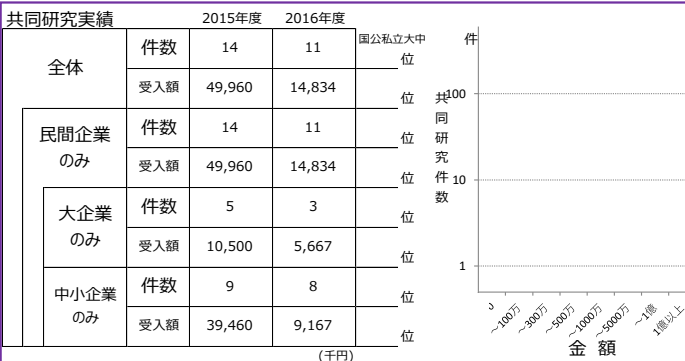 共同研究実績 2015年度 2016年度
国公私立大中
全体 件数 14 11 位
受入額 49,960 14,834 位
民間企業のみ 件数 14 11 位
受入額 49,960 14,834 位
大企業のみ 件数 5 3 位
受入額 10,500 5,667 位
中小企業のみ 件数 9 8 位
受入額 39,460 9,167 位
(千円)
件
共同研究件数
100
10
1
0 ～100万 ～300万 ～500万 ～1000万 ～5000万 ～1億 1億以上
金 額